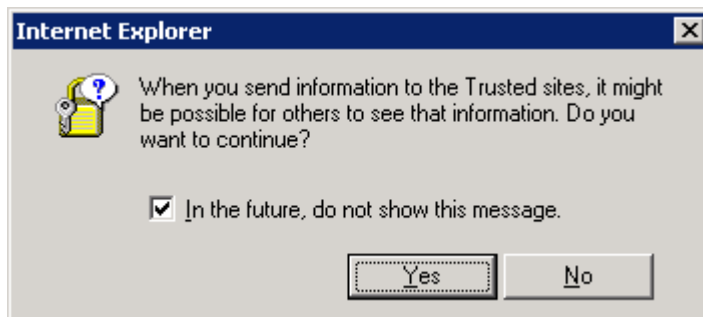 Internet Explorer
When you send information to the Trusted sites, it might
be possible for others to see that information. Do you
want to continue?
In the future, do not show this message.
Yes
No